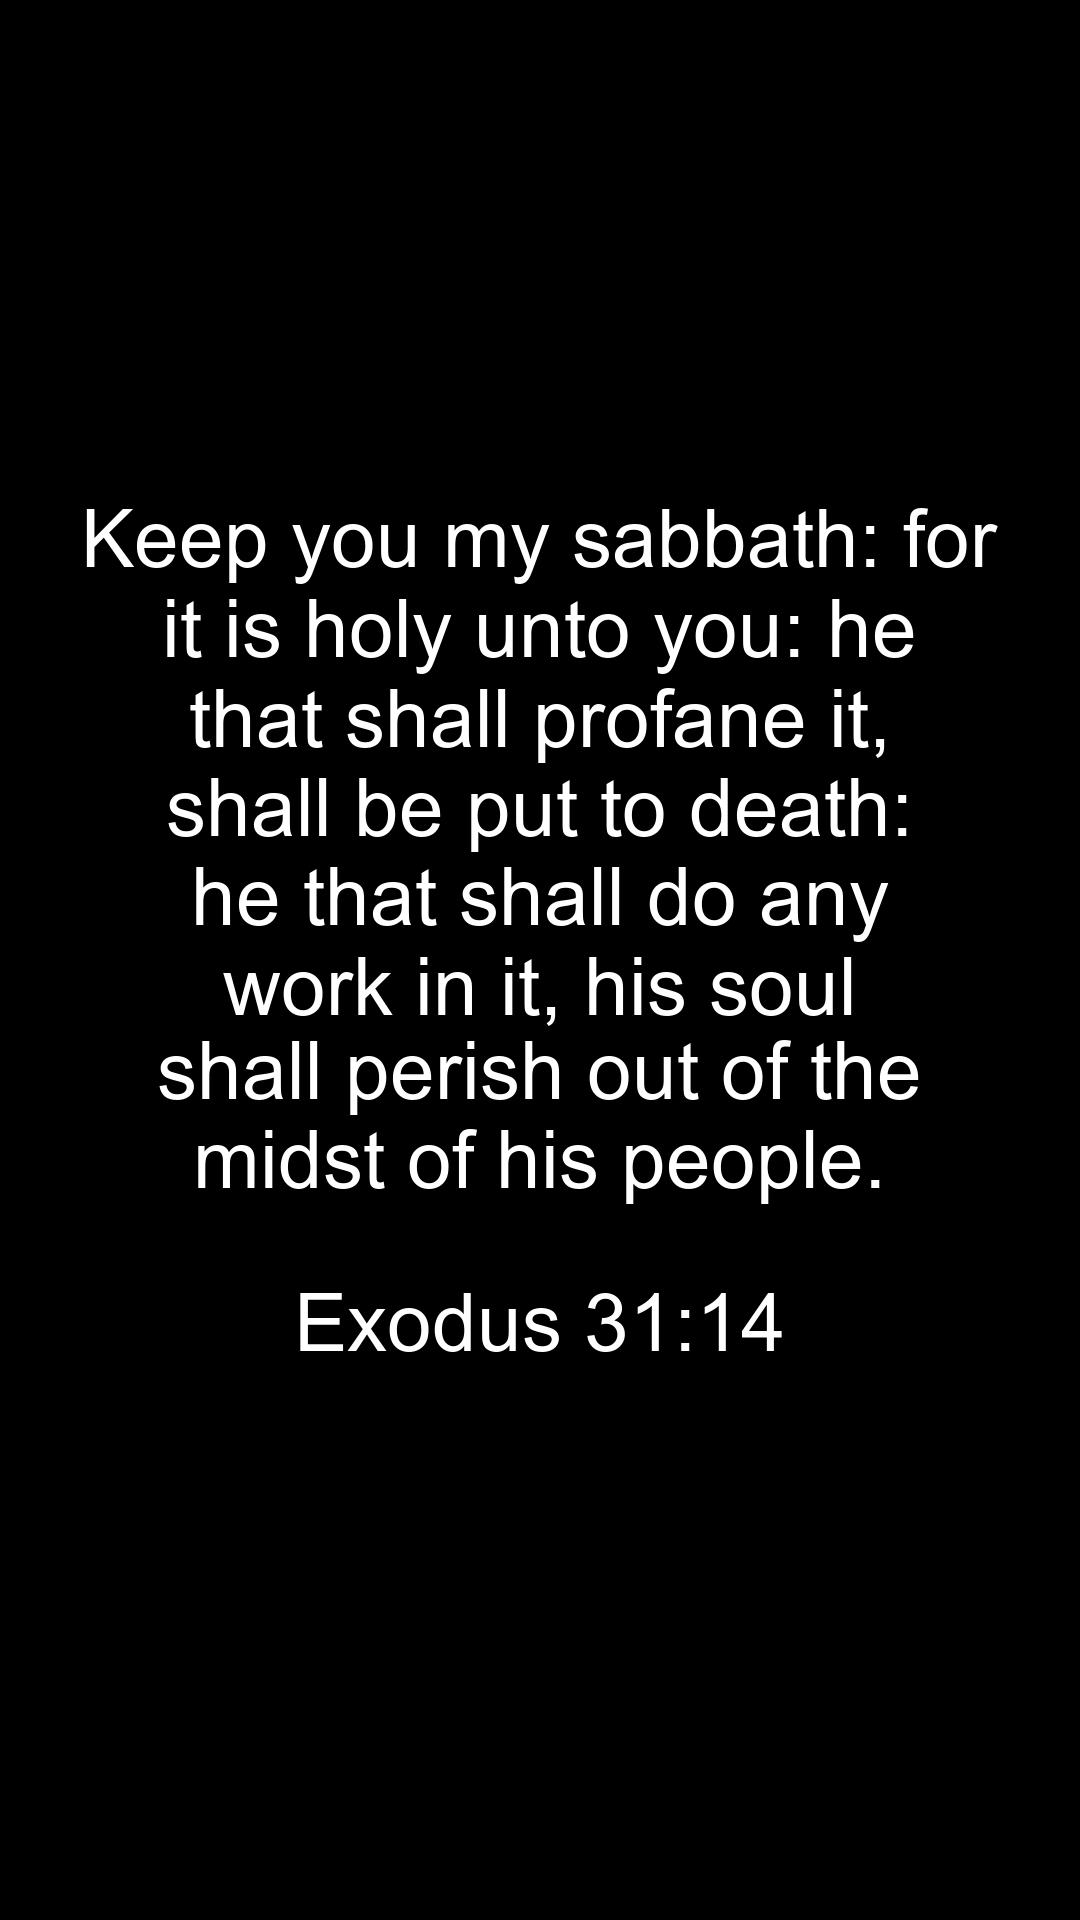 Keep you my sabbath: for
it is holy unto you: he
that shall profane it,
shall be put to death:
he that shall do any
work in it, his soul
shall perish out of the
midst of his people.
Exodus 31:14